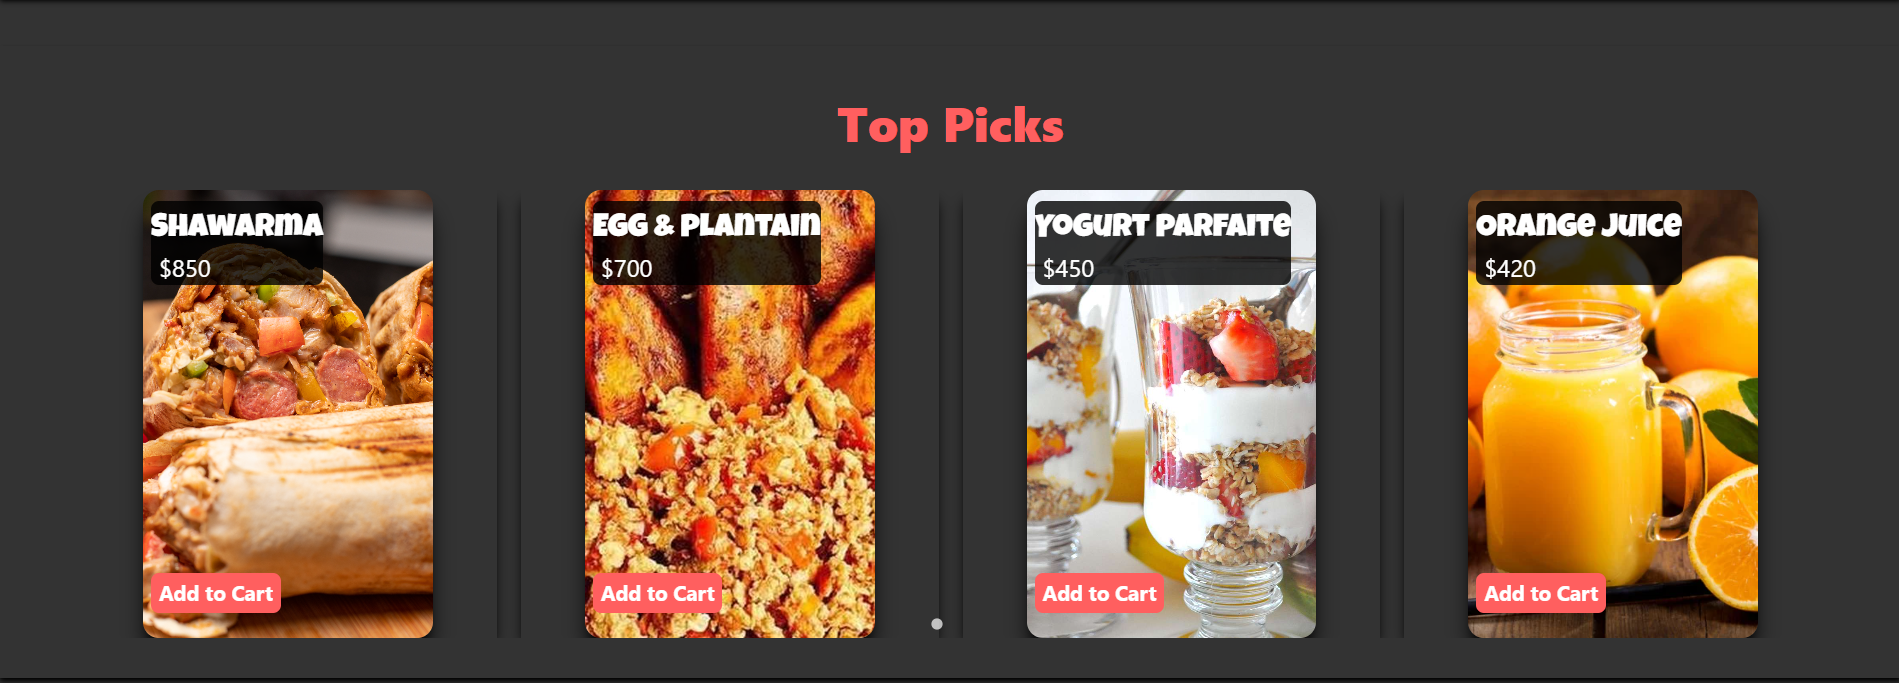 Top Picks
Shawarma
$850
Add to Cart
Egg & Plantain
$700
Add to Cart
Yogurt Parfaite
$450
Add to Cart
Orange Juice
$420
Add to Cart